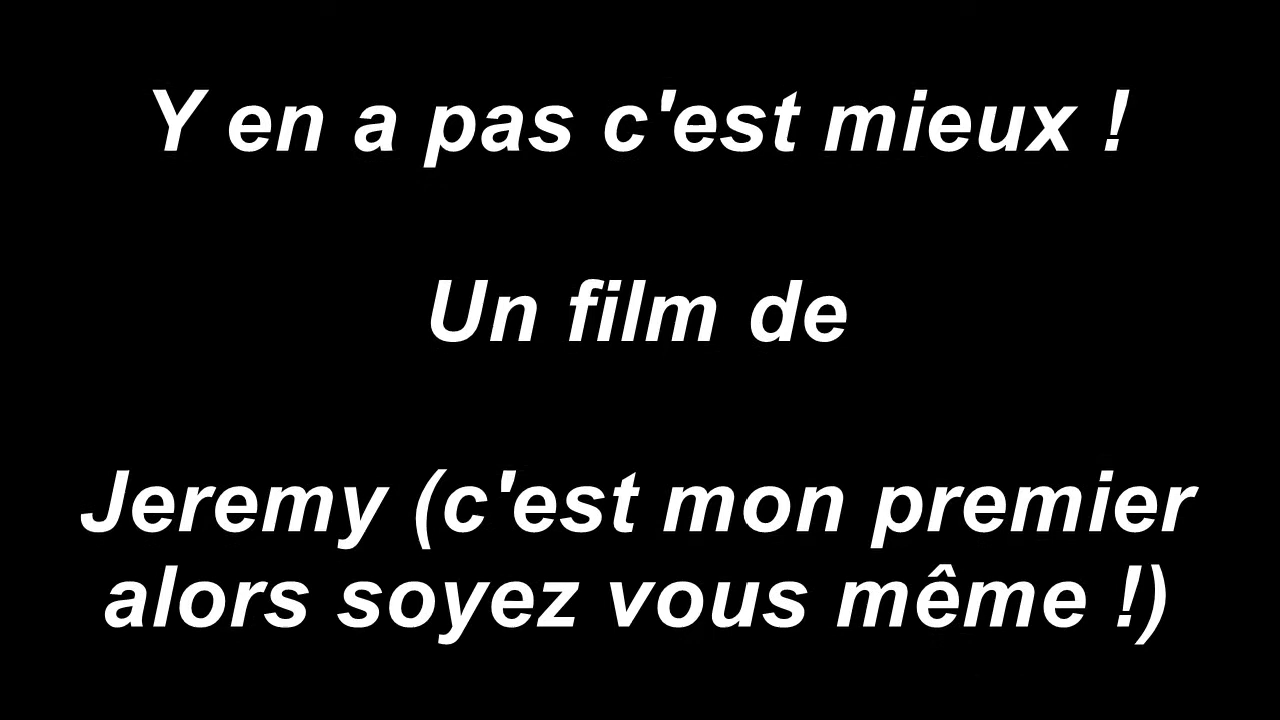 Y en a pas c'est mieux !
Un film de
Jeremy (c'est mon premier
alors soyez vous même !)